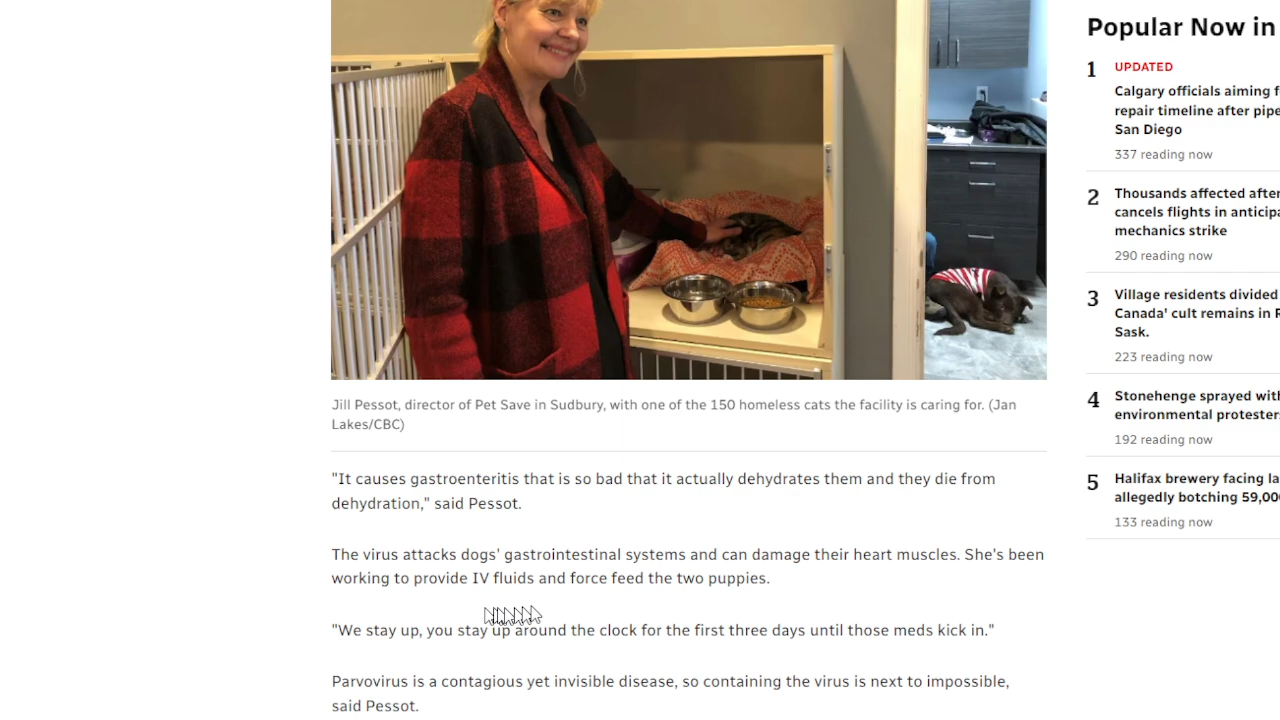 Jill Pessot, director of Pet Save in Sudbury, with one of the 150 homeless cats the facility is caring for. (Jan
Lakes/CBC)
"It causes gastroenteritis that is so bad that it actually dehydrates them and they die from
dehydration," said Pessot.
The virus attacks dogs' gastrointestinal systems and can damage their heart muscles. She's been
working to provide IV fluids and force feed the two puppies.
"We stay up, you stay up around the clock for the first three days until those meds kick in."
Parvovirus is a contagious yet invisible disease, so containing the virus is next to impossible,
said Pessot.
Popular Now in
1 UPDATED
Calgary officials aiming f
repair timeline after pipe
San Diego
337 reading now
2 Thousands affected after
cancels flights in anticipa
mechanics strike
290 reading now
3 Village residents divided
Canada' cult remains in R
Sask.
223 reading now
4 Stonehenge sprayed wit
environmental protester
192 reading now
5 Halifax brewery facing la
allegedly botching 59,00
133 reading now